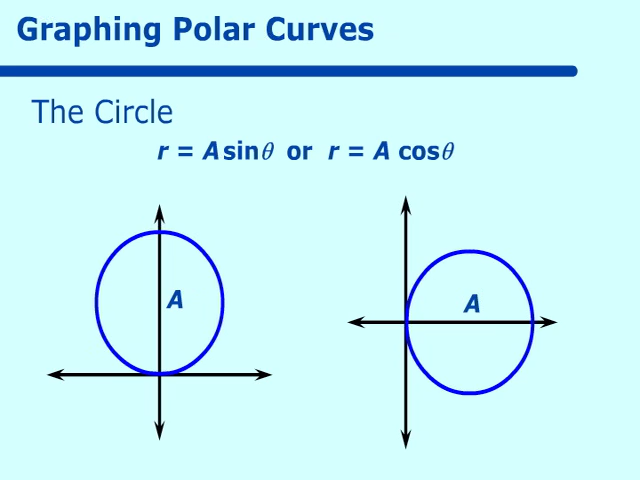 Graphing Polar Curves
The Circle
r = A sinθ or r = A cosθ
A
A